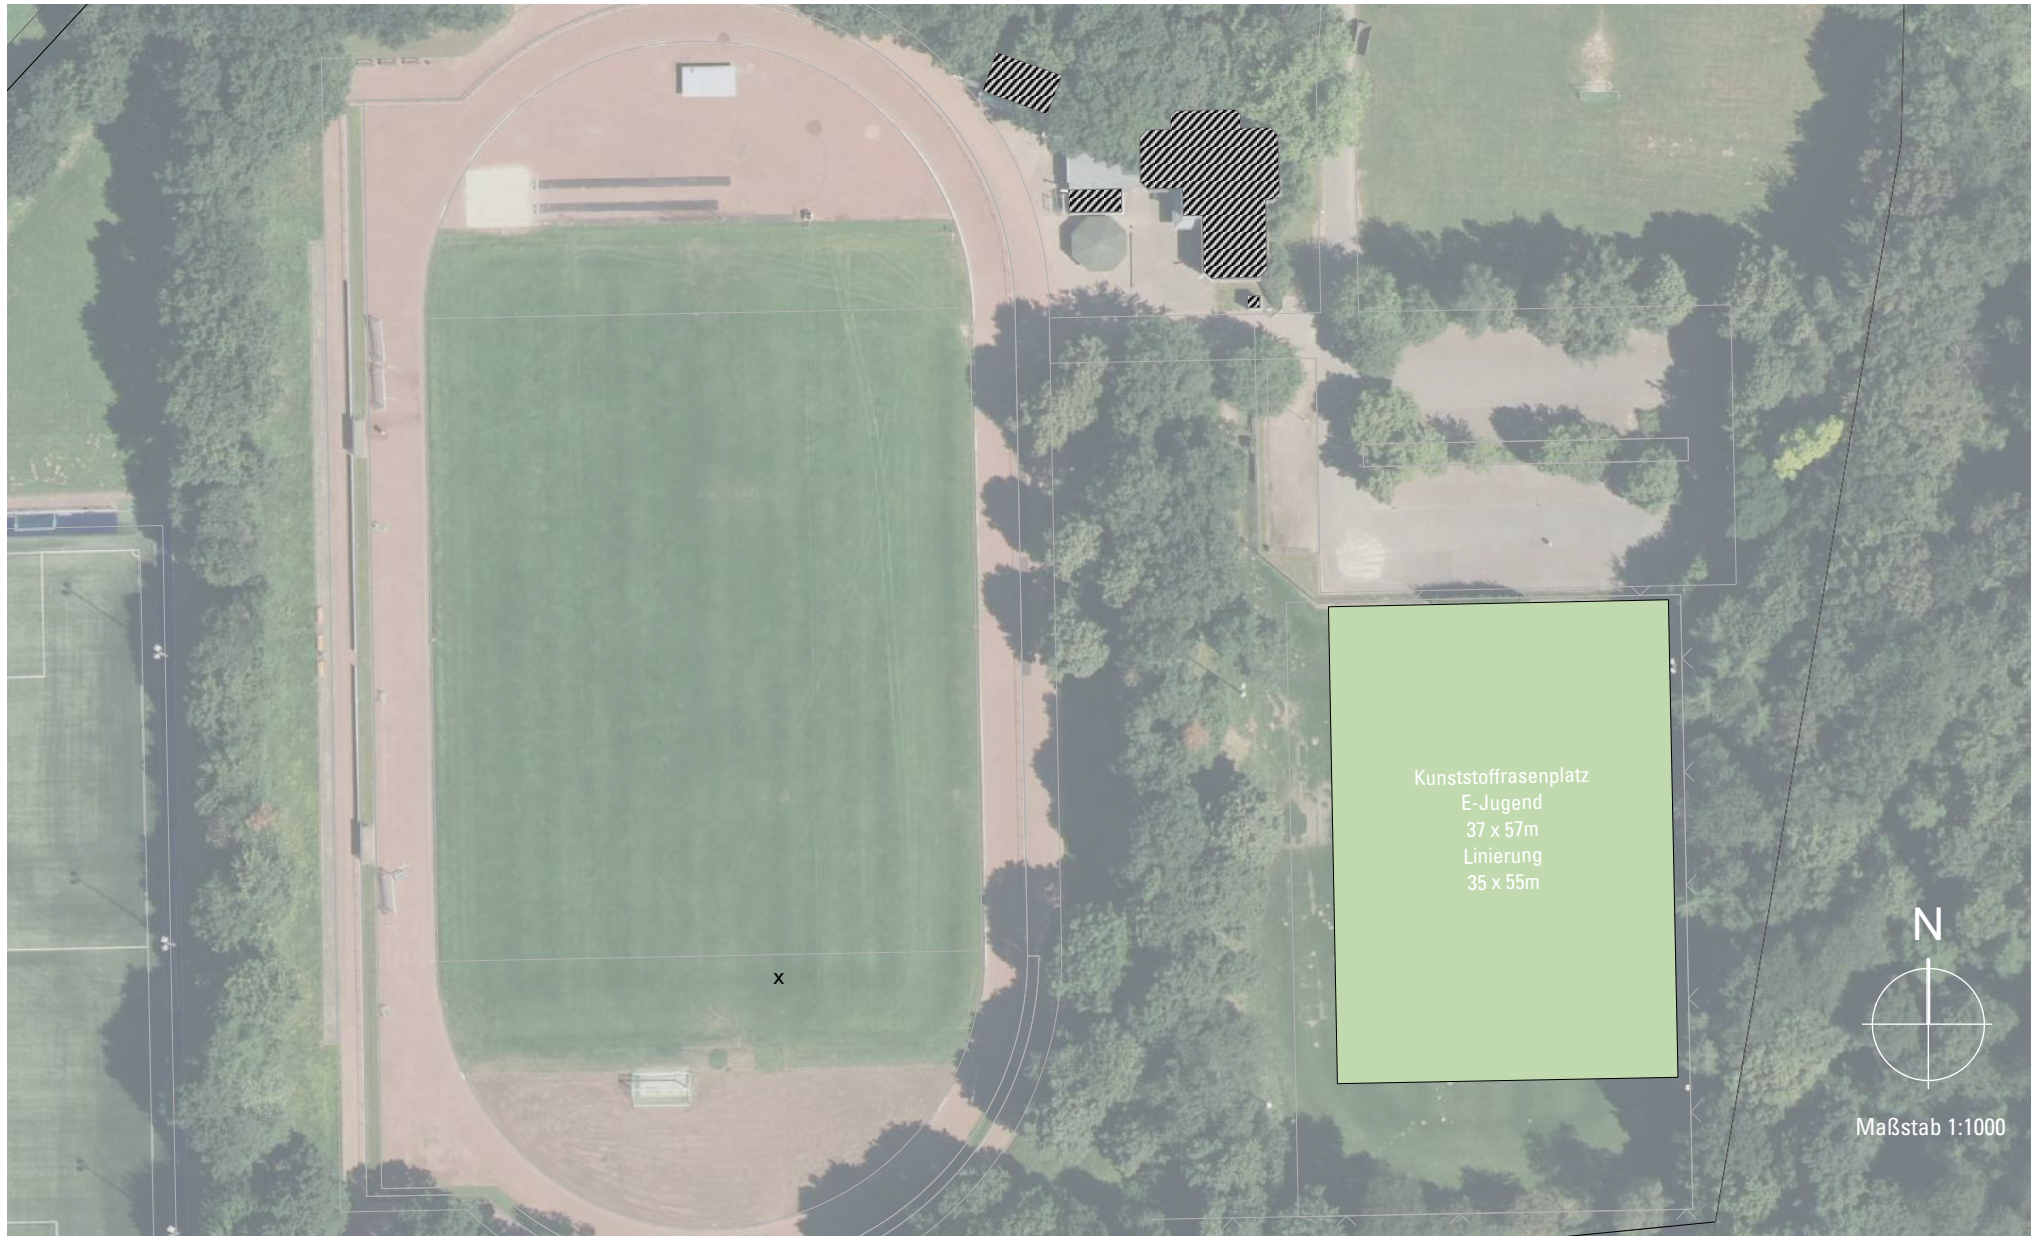 x
Kunststoffrasenplatz
E-Jugend
37 x 57m
Linierung
35 x 55m
N
Maßstab 1:1000